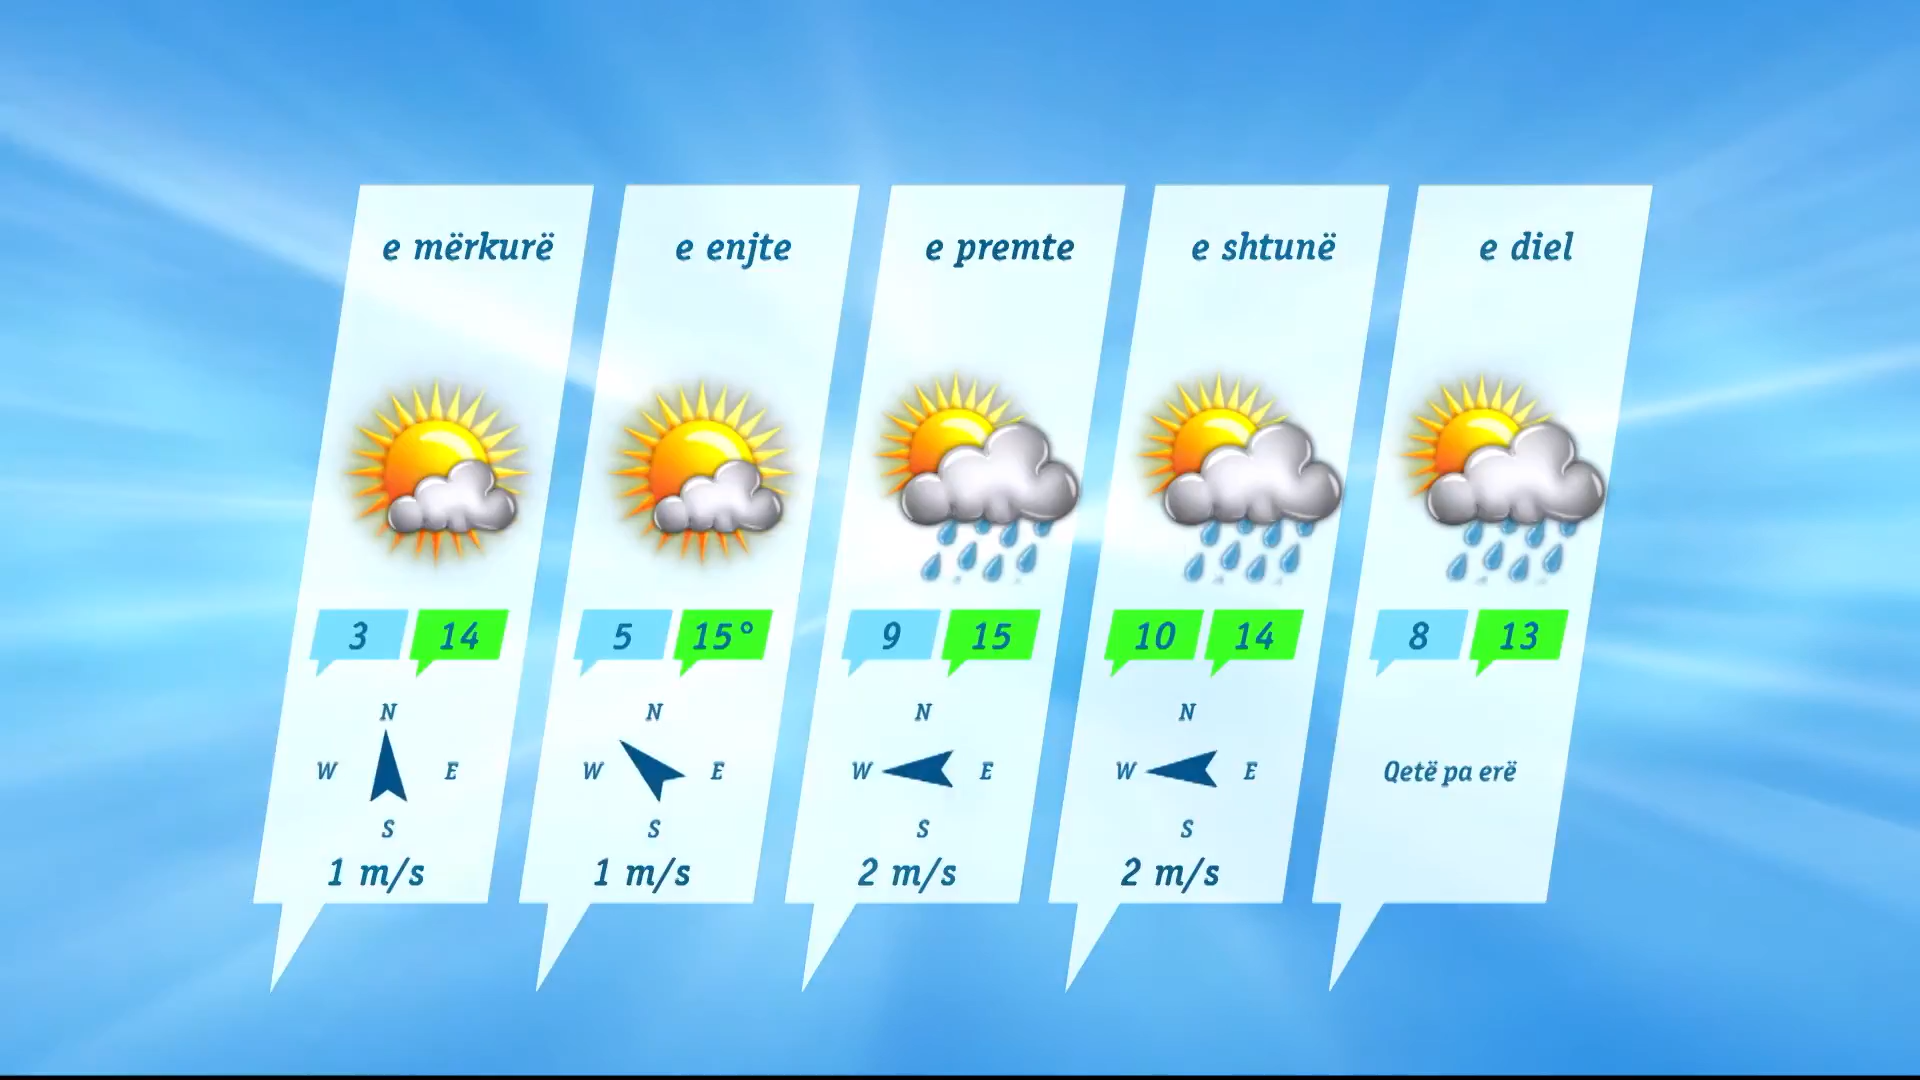 e mërkurë
3 14
N
W E
S
1 m/s
e enjte
5 15°
N
W E
S
1 m/s
e premte
9 15
N
W E
S
2 m/s
e shtunë
10 14
N
W E
S
2 m/s
e diel
8 13
Qetë pa erë